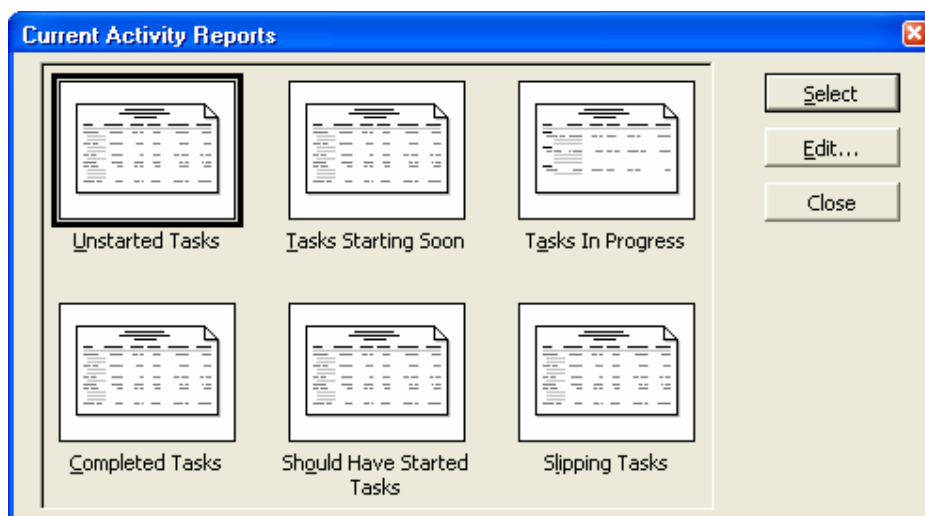 Current Activity Reports
Select
Edit...
Close
Unstarted Tasks
Tasks Starting Soon
Tasks In Progress
Completed Tasks
Should Have Started
Tasks
Slipping Tasks